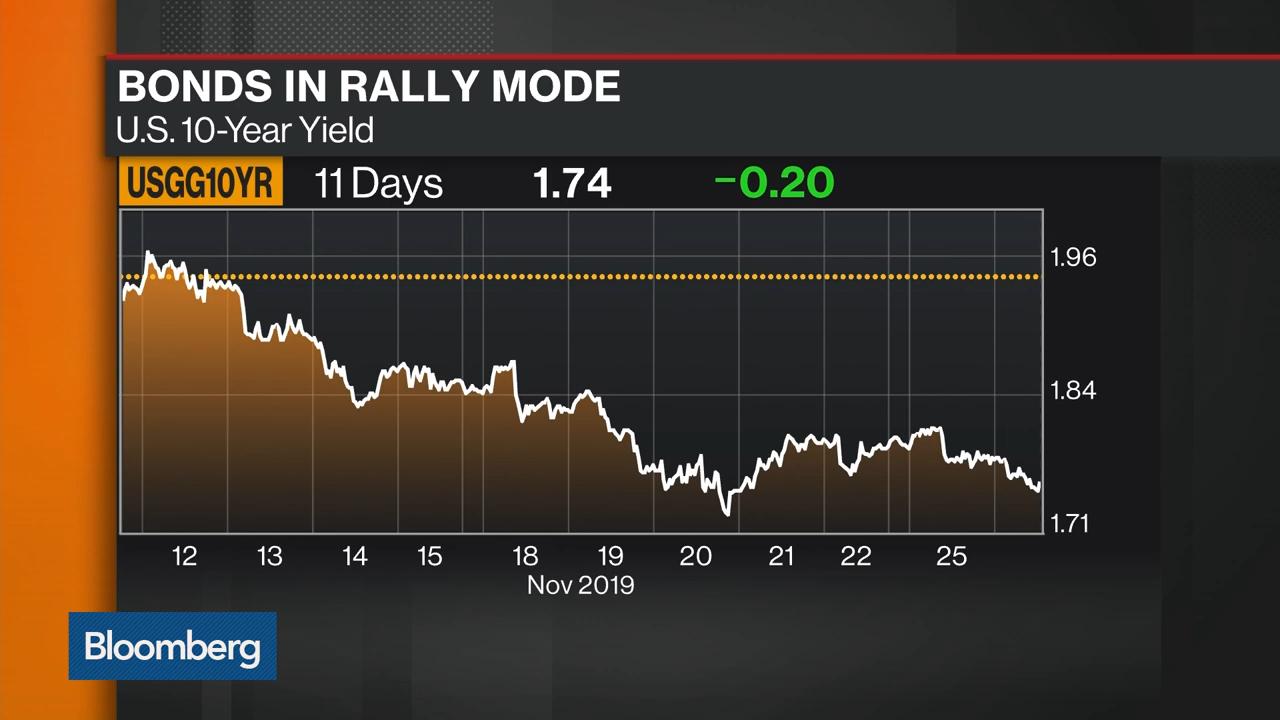 BONDS IN RALLY MODE
U.S. 10-Year Yield
USGG10YR 11 Days 1.74 -0.20
1.96
1.84
1.71
12 13 14 15 18 19 20 21 22 25
Nov 2019
Bloomberg